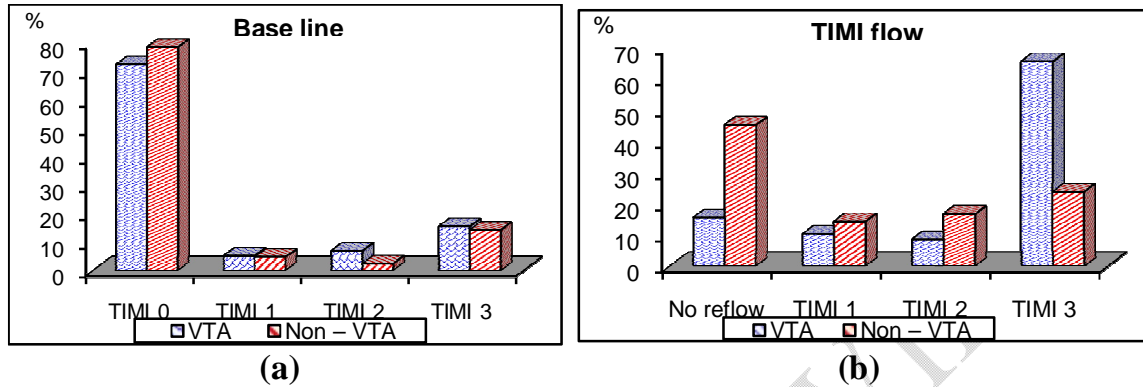 %
Base line
80
70
60
50
40
30
20
10
0
TIMI 0 TIMI 1 TIMI 2 TIMI 3
VTA Non – VTA
(a)
%
TIMI flow
70
60
50
40
30
20
10
0
No reflow TIMI 1 TIMI 2 TIMI 3
VTA Non – VTA
(b)